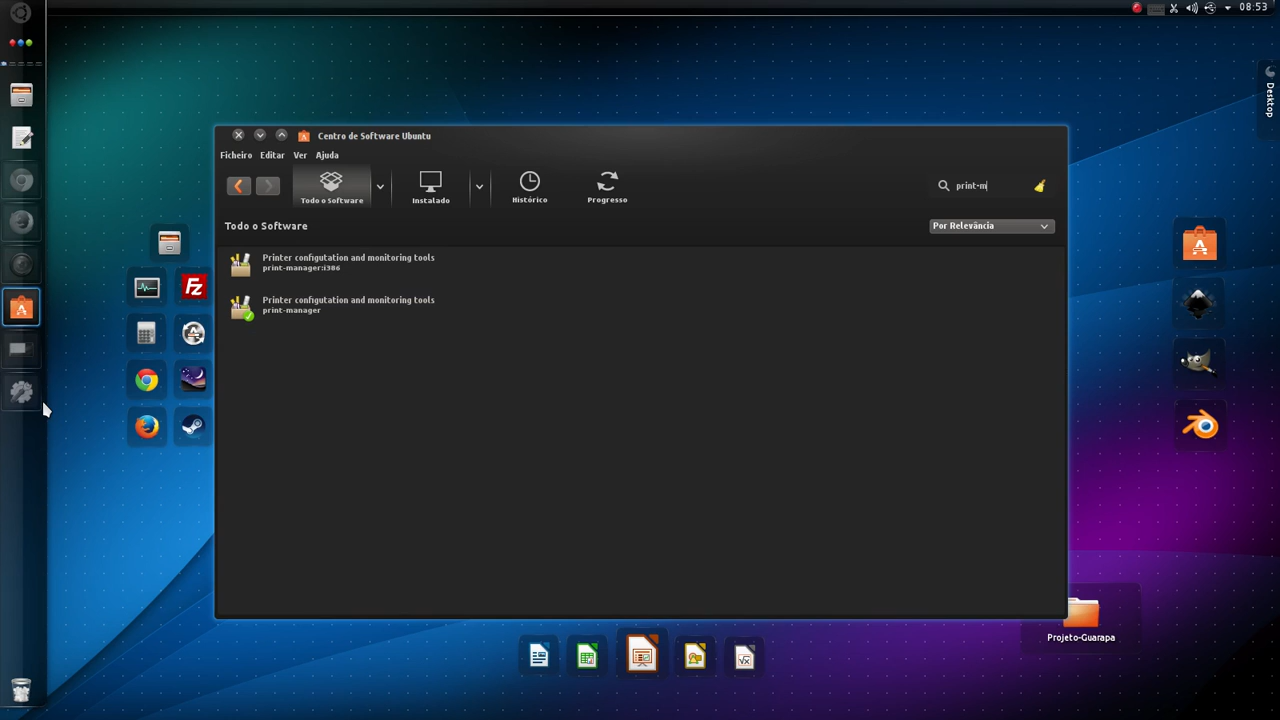 08:53
Desktop
Centro de Software Ubuntu
Ficheiro Editar Ver Ajuda
Todo o Software
Instalado
Histórico
Progresso
print-m
Todo o Software
Por Relevância
Printer configutation and monitoring tools
print-manager:i386
Printer configutation and monitoring tools
print-manager
FZ
Projeto-Guarapa